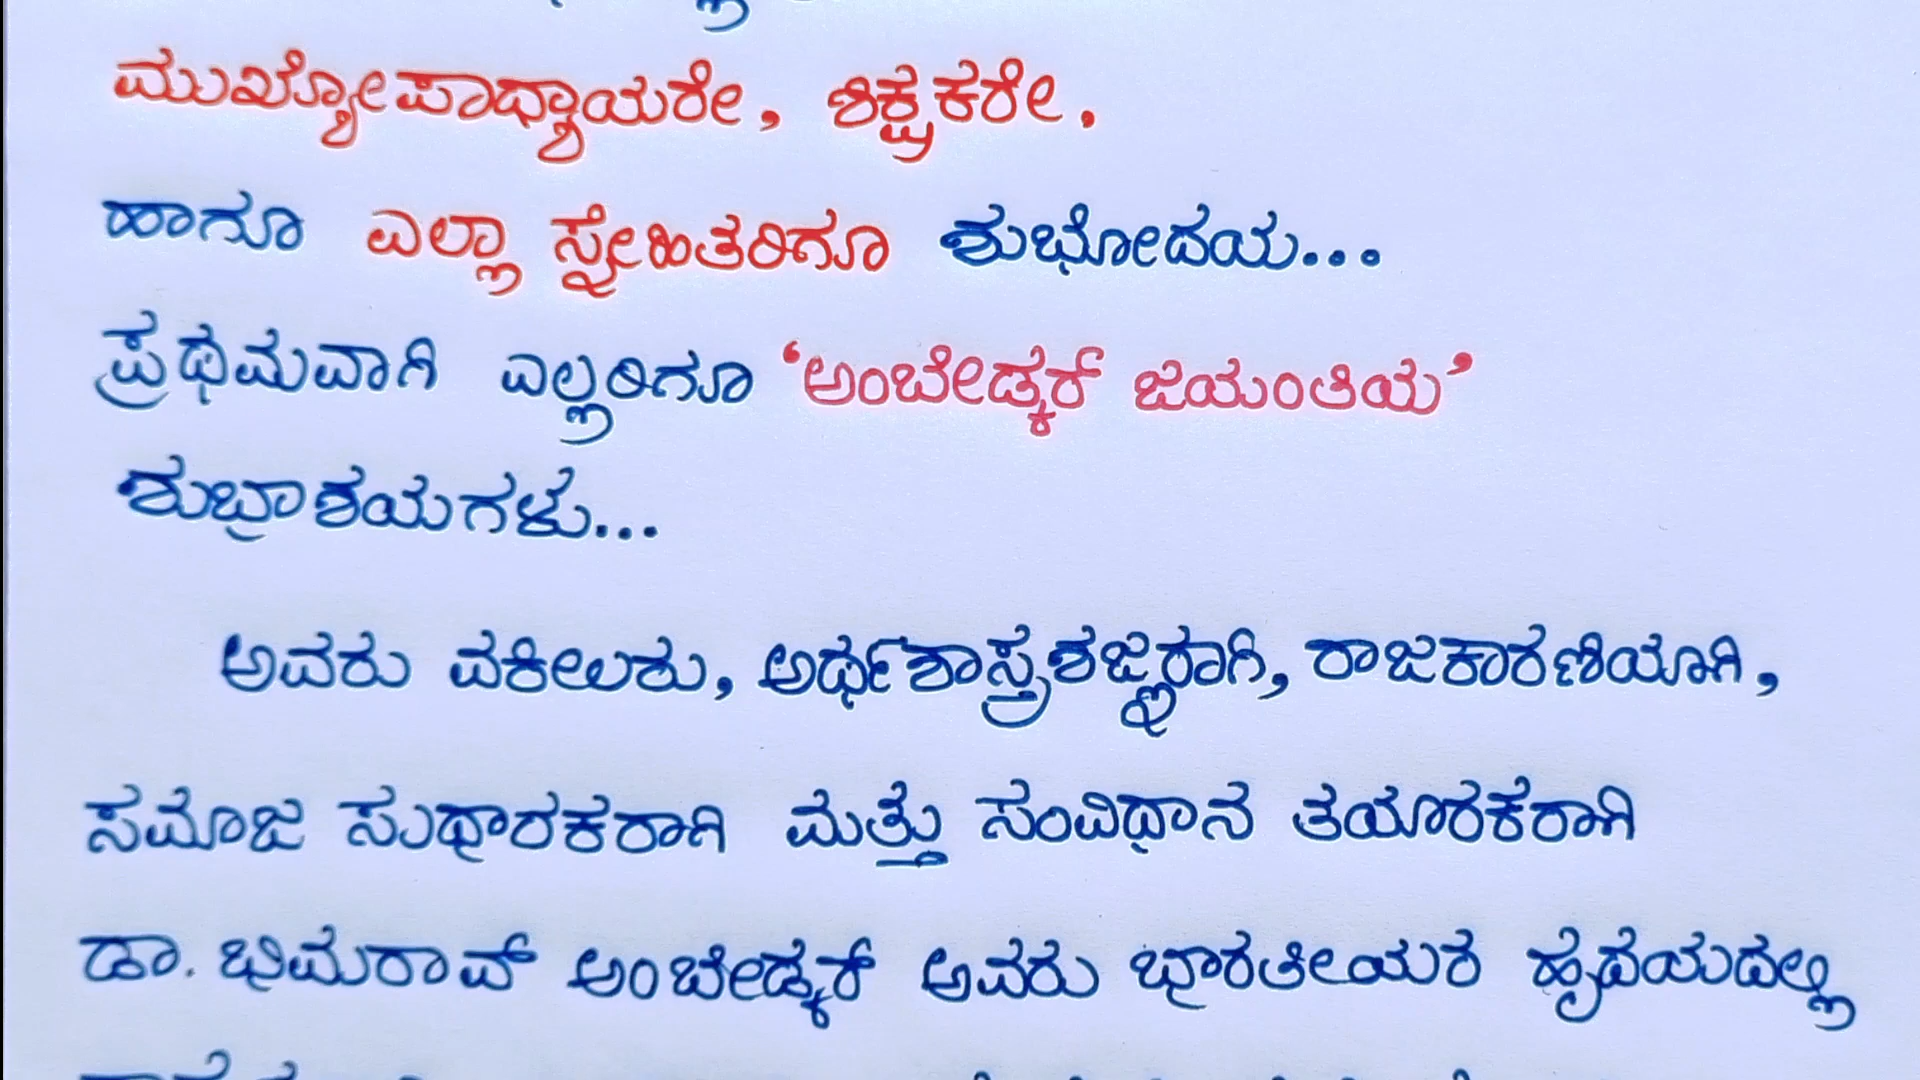 ಮುಖ್ಯೋಪಾಧ್ಯಾಯರೇ, ಶಿಕ್ಷಕರೇ.
ಹಾಗೂ ಎಲ್ಲಾ ಸ್ನೇಹಿತರಿಗೂ ಶುಭೋದಯ...
ಪ್ರಥಮವಾಗಿ ಎಲ್ಲರಿಗೂ ‘ಅಂಬೇಡ್ಕರ್ ಜಯಂತಿಯ’
ಶುಬ್ರಾಶಯಗಳು...
ಅವರು ವಕೀಲರು, ಅರ್ಥಶಾಸ್ತ್ರಶಜ್ಞರಾಗಿ, ರಾಜಕಾರಣಿಯಾಗಿ,
ಸಮಾಜ ಸುಧಾರಕರಾಗಿ ಮತ್ತು ಸಂವಿಧಾನ ತಯಾರಕರಾಗಿ
ಡಾ. ಭಿಮರಾವ್ ಅಂಬೇಡ್ಕರ್ ಅವರು ಭಾರತೀಯರ ಹೃದಯದಲ್ಲಿ